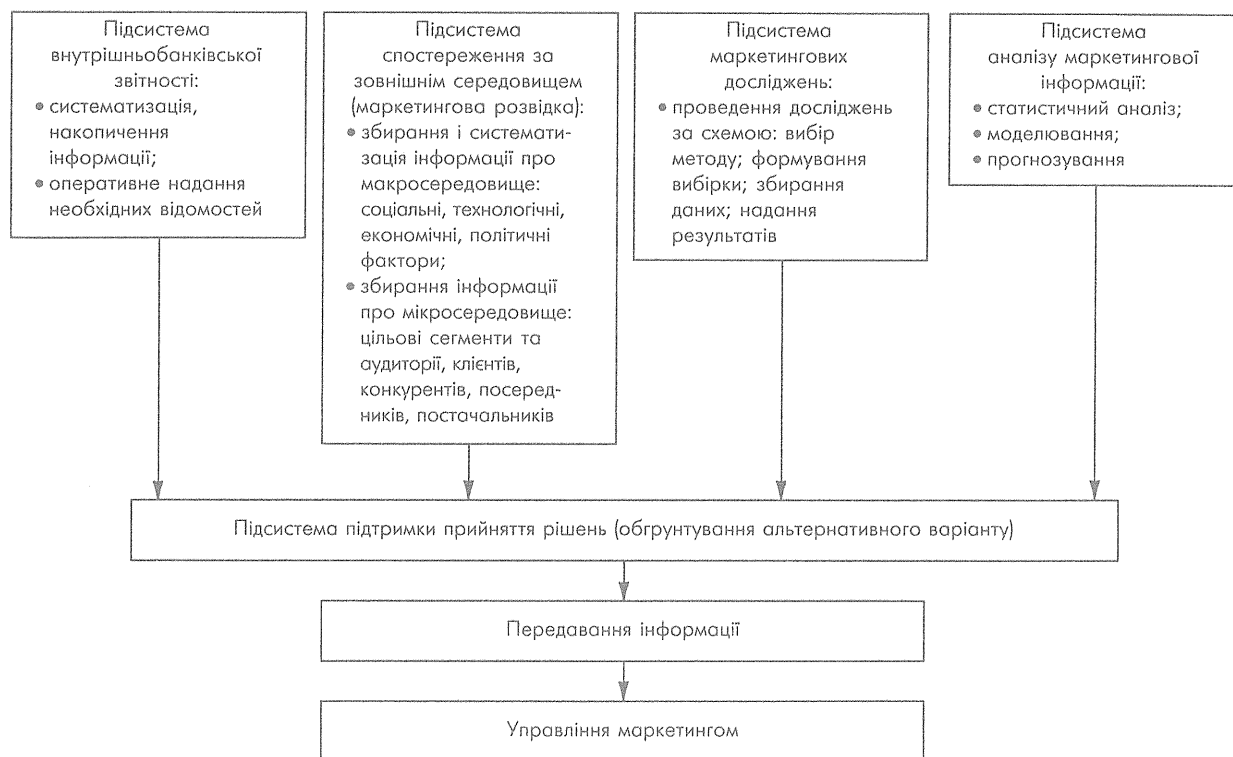 Підсистема
внутрішньобанківської
звітності:
• систематизація,
накопичення
інформації;
• оперативне надання
необхідних відомостей
Підсистема
спостереження за
зовнішнім середовищем
(маркетингова розвідка):
• збирання і системати-
зація інформації про
макросередовище:
соціальні, технологічні,
економічні, політичні
фактори;
• збирання інформації
про мікросередовище:
цільові сегменти та
аудиторії, клієнтів,
конкурентів, посеред-
ників, постачальників
Підсистема
маркетингових
досліджень:
• проведення досліджень
за схемою: вибір
методу; формування
вибірки; збирання
даних; надання
результатів
Підсистема
аналізу маркетингової
інформації:
• статистичний аналіз;
• моделювання;
• прогнозування
Підсистема підтримки прийняття рішень (обгрунтування альтернативного варіанту)
Передавання інформації
Управління маркетингом